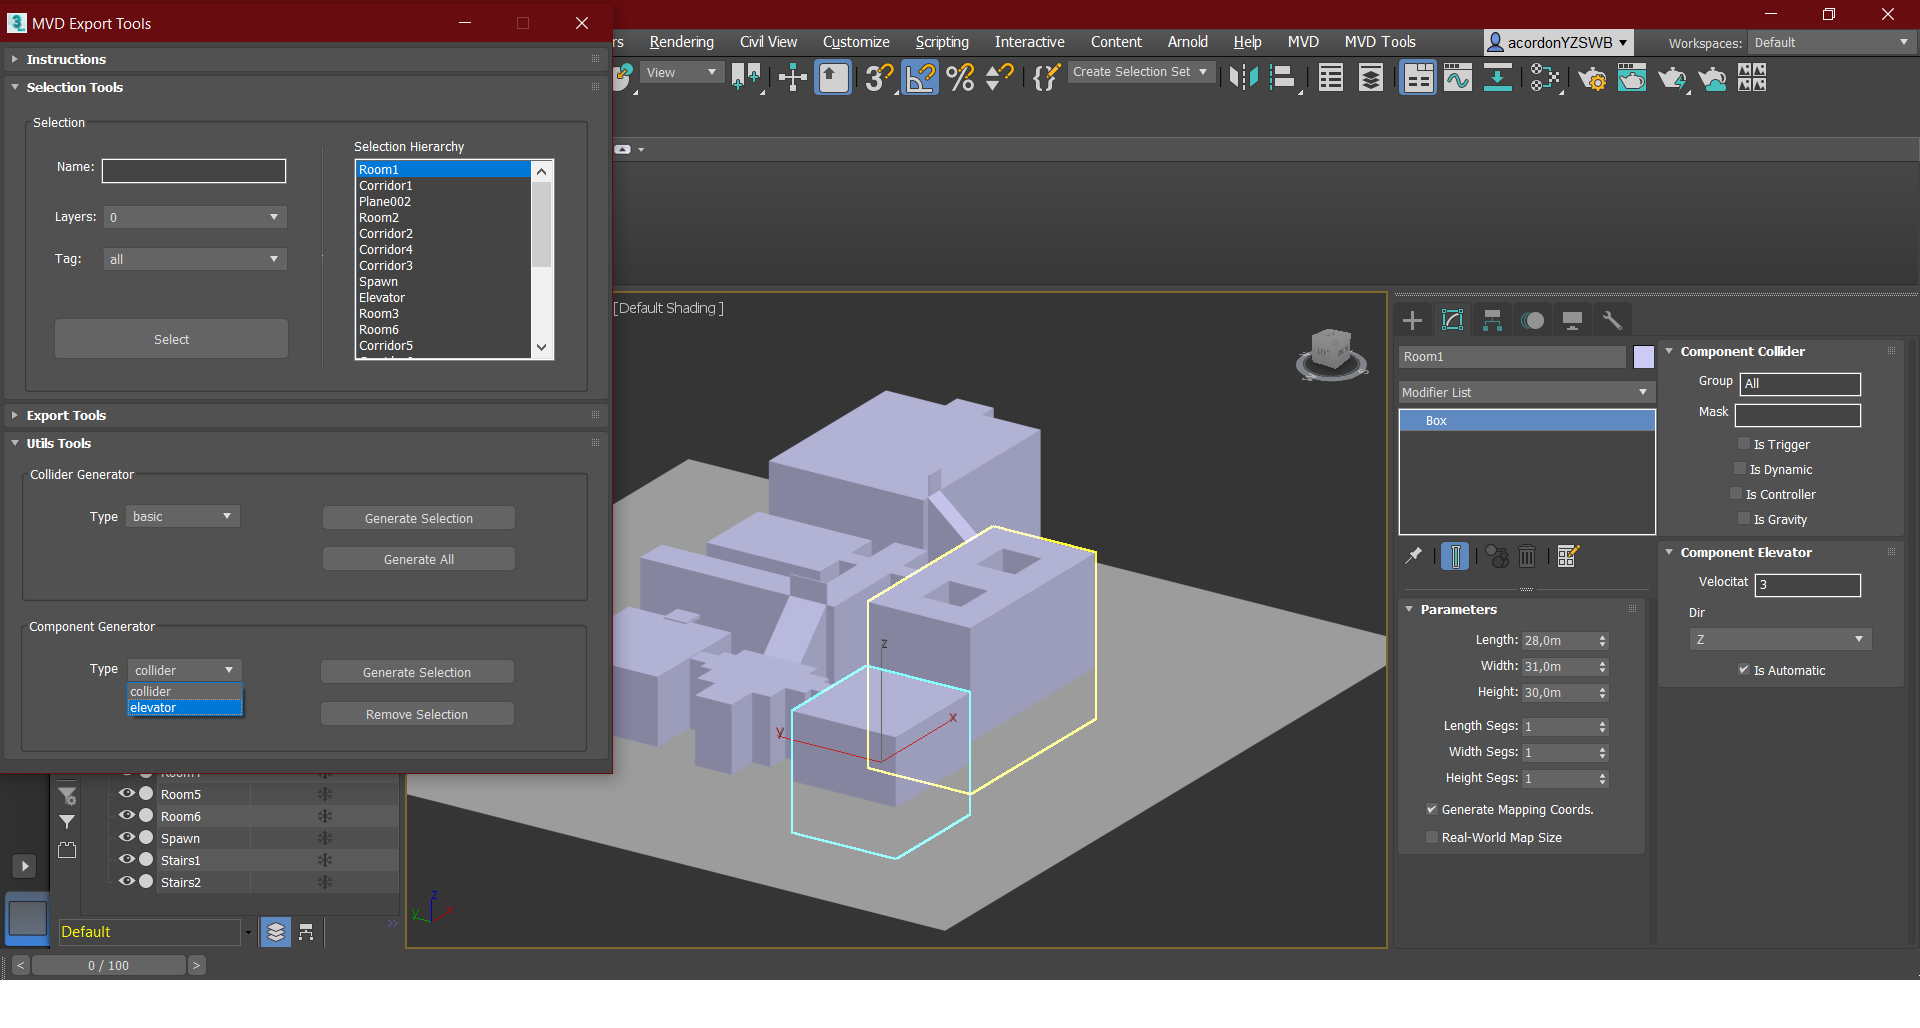 MVD Export Tools
rs Rendering Civil View Customize Scripting Interactive Content Arnold Help MVD MVD Tools acordonYZSWB Workspaces: Default
View Create Selection Set
Instructions
Selection Tools
Selection
Name:
Layers: 0
Tag: all
Select
Selection Hierarchy
Room1
Corridor1
Plane002
Room2
Corridor2
Corridor4
Corridor3
Spawn
Elevator
Room3
Room6
Corridor5
Export Tools
Utils Tools
Collider Generator
Type basic
Generate Selection
Generate All
Component Generator
Type collider
collider
elevator
Generate Selection
Remove Selection
Room5
Room6
Spawn
Stairs1
Stairs2
Default
>>
< 0 / 100 >
[Default Shading ]
z
x
y
z
y
x
Room1
Modifier List
Box
Parameters
Length: 28,0m
Width: 31,0m
Height: 30,0m
Length Segs: 1
Width Segs: 1
Height Segs: 1
Generate Mapping Coords.
Real-World Map Size
Component Collider
Group All
Mask
Is Trigger
Is Dynamic
Is Controller
Is Gravity
Component Elevator
Velocitat 3
Dir
Z
Is Automatic